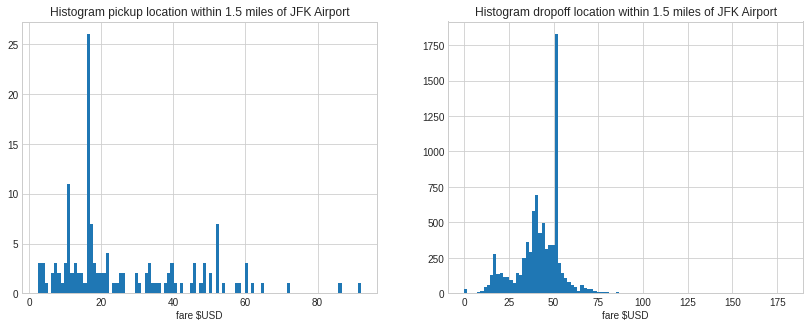 Histogram pickup location within 1.5 miles of JFK Airport
25
20
15
10
5
0
0 20 40 60 80
fare $USD
Histogram dropoff location within 1.5 miles of JFK Airport
1750
1500
1250
1000
750
500
250
0
0 25 50 75 100 125 150 175
fare $USD